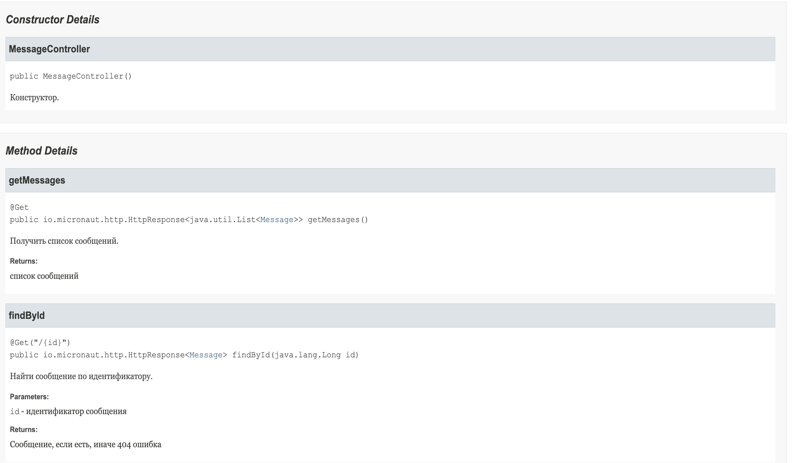 Constructor Details
MessageController
public MessageController()
Конструктор.
Method Details
getMessages
@Get
public io.micronaut.http.HttpResponse<java.util.List<Message>> getMessages()
Получить список сообщений.
Returns:
список сообщений
findById
@Get("/{id}")
public io.micronaut.http.HttpResponse<Message> findById(java.lang.Long id)
Найти сообщение по идентификатору.
Parameters:
id - идентификатор сообщения
Returns:
Сообщение, если есть, иначе 404 ошибка